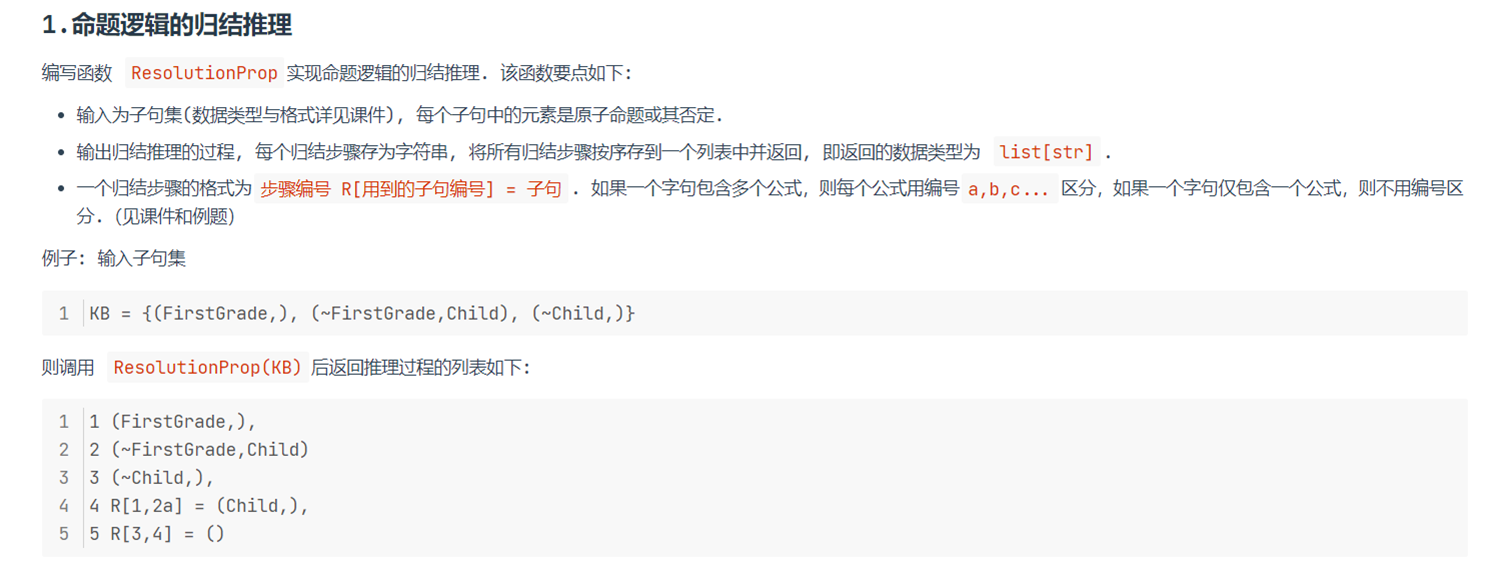 1.命题逻辑的归结推理
编写函数 ResolutionProp 实现命题逻辑的归结推理. 该函数要点如下:
• 输入为子句集(数据类型与格式详见课件), 每个子句中的元素是原子命题或其否定.
• 输出归结推理的过程, 每个归结步骤存为字符串, 将所有归结步骤按序存到一个列表中并返回, 即返回的数据类型为 list[str] .
• 一个归结步骤的格式为 步骤编号 R[用到的子句编号] = 子句 . 如果一个字句包含多个公式, 则每个公式用编号 a,b,c... 区分, 如果一个字句仅包含一个公式, 则不用编号区
分. (见课件和例题)
例子: 输入子句集
1 KB = {(FirstGrade,), (~FirstGrade,Child), (~Child,)}
则调用 ResolutionProp(KB) 后返回推理过程的列表如下:
1 1 (FirstGrade,),
2 2 (~FirstGrade,Child)
3 3 (~Child,),
4 4 R[1,2a] = (Child,),
5 5 R[3,4] = ()